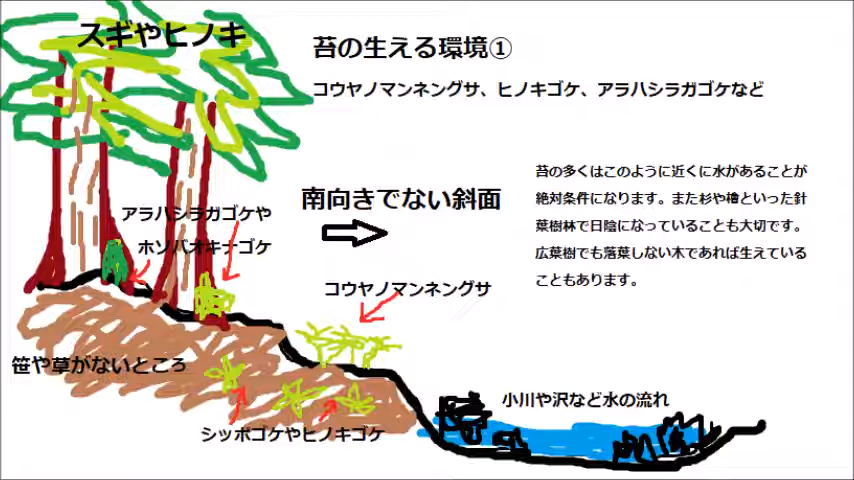 スギやヒノキ
苔の生える環境①
コウヤノマンネングサ、ヒノキゴケ、アラハシラガゴケなど
苔の多くはこのように近くに水があることが
絶対条件になります。また杉や檜といった針
葉樹林で日陰になっていることも大切です。
広葉樹でも落葉しない木であれば生えている
こともあります。
南向きでない斜面
アラハシラガゴケや
ホソバオキナゴケ
コウヤノマンネングサ
笹や草がないところ
小川や沢など水の流れ
シッポゴケやヒノキゴケ